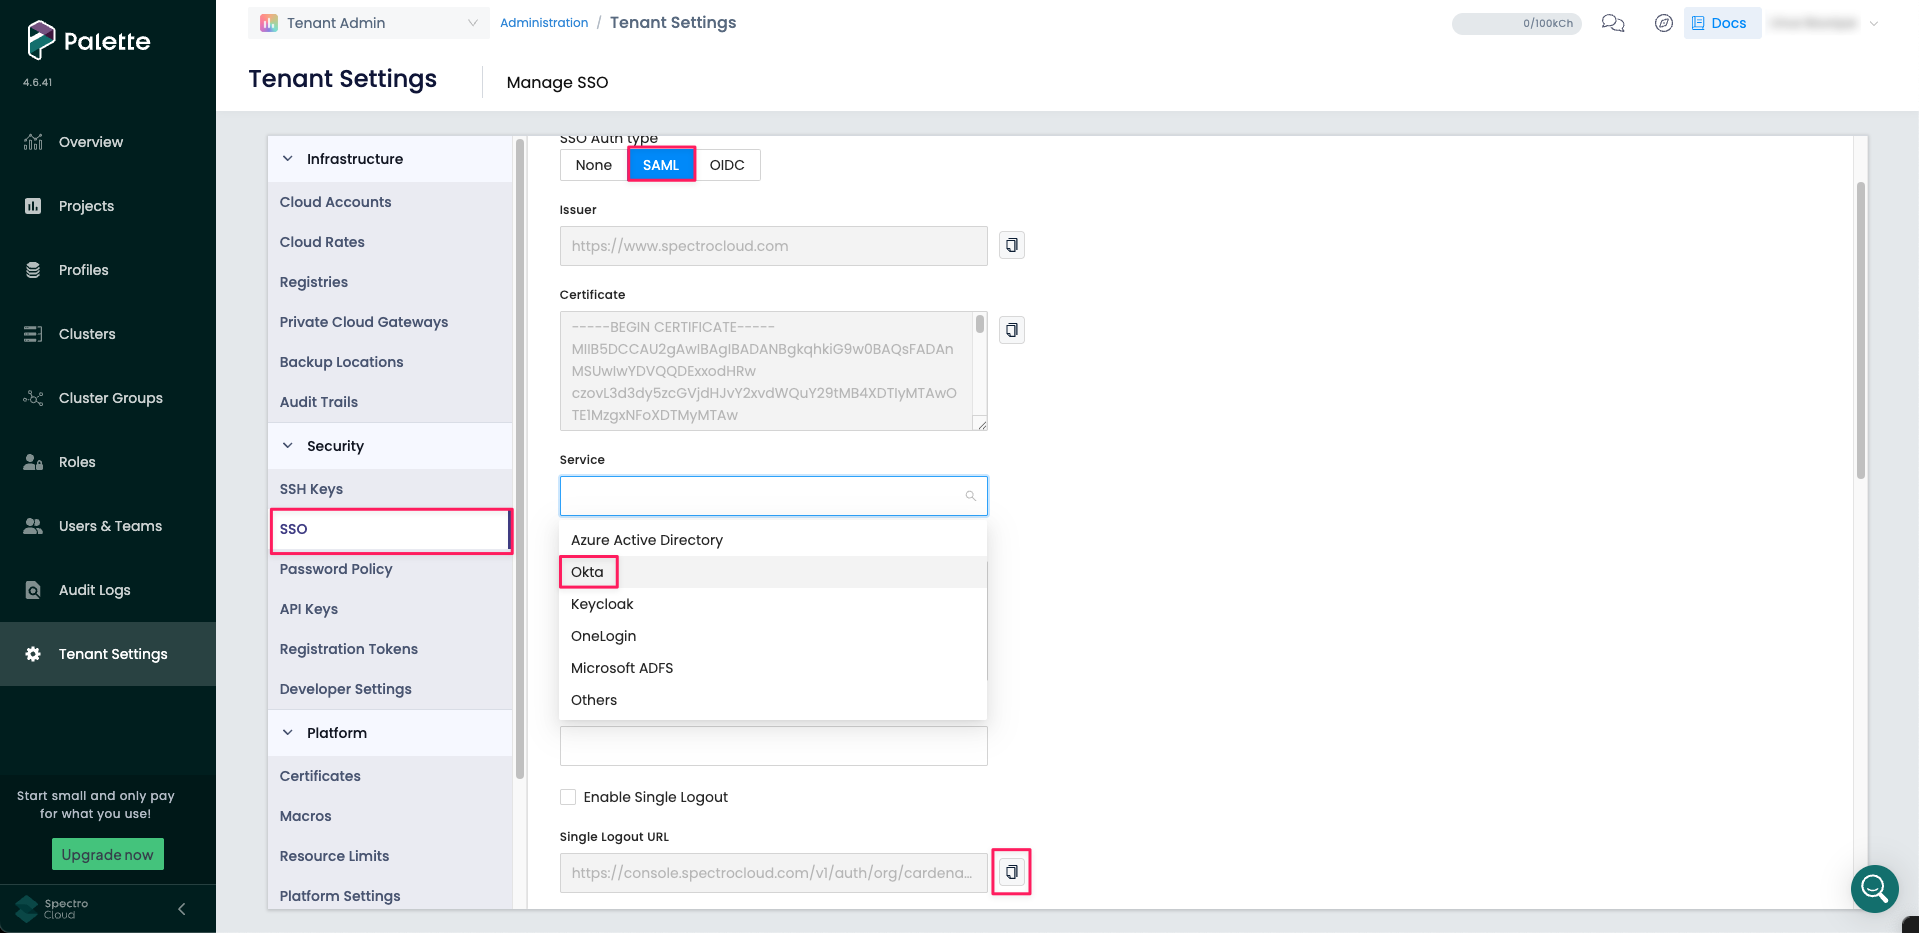 Palette
4.6.41
Overview
Projects
Profiles
Clusters
Cluster Groups
Roles
Users & Teams
Audit Logs
Tenant Settings
Start small and only pay
for what you use!
Upgrade now
Spectro
Cloud
Tenant Admin
Administration / Tenant Settings
0/100kCh
Docs
Tenant Settings
Manage SSO
Infrastructure
Cloud Accounts
Cloud Rates
Registries
Private Cloud Gateways
Backup Locations
Audit Trails
Security
SSH Keys
SSO
Password Policy
API Keys
Registration Tokens
Developer Settings
Platform
Certificates
Macros
Resource Limits
Platform Settings
SSO Auth type
None SAML OIDC
Issuer
https://www.spectrocloud.com
Certificate
-----BEGIN CERTIFICATE-----
MIIB5DCCAU2gAwIBAgIBADANBgkqhkiG9w0BAQsFADAn
MSUwIwYDVQQDExxodHRw
czovL3d3dy5zcGVjdHJvY2xvdWQuY29tMB4XDTIyMTAwO
TE1MzgxNFoXDTMyMTAw
Service
Azure Active Directory
Okta
Keycloak
OneLogin
Microsoft ADFS
Others
Enable Single Logout
Single Logout URL
https://console.spectrocloud.com/v1/auth/org/cardena...